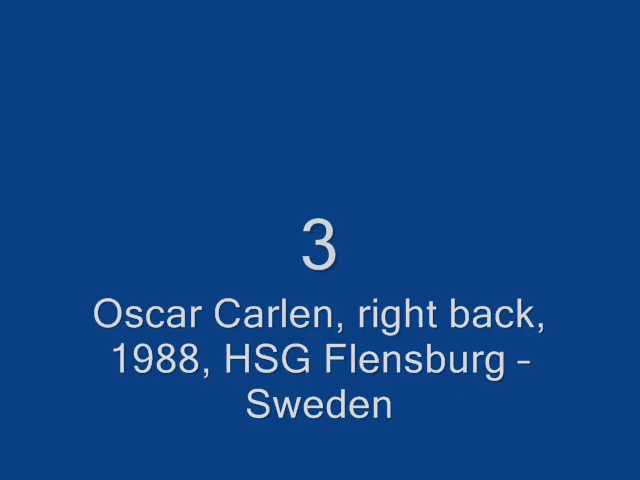 3
Oscar Carlen, right back,
1988, HSG Flensburg –
Sweden